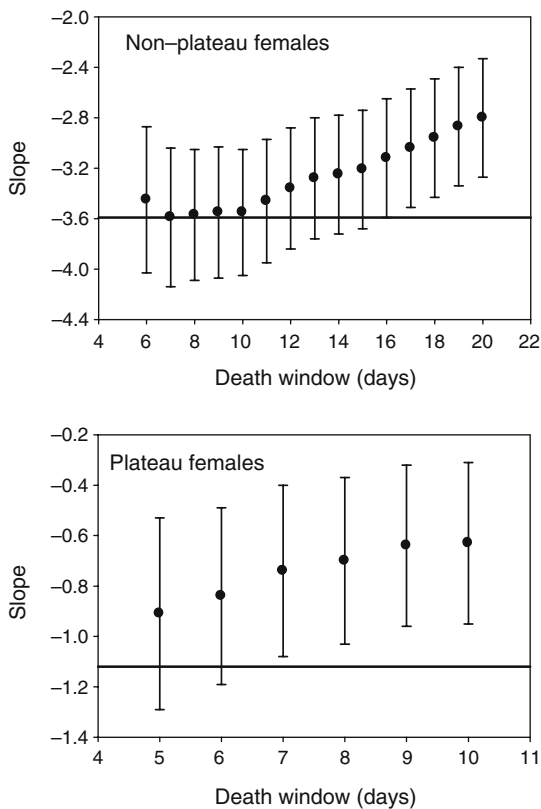 −2.0
Non–plateau females
−2.4
−2.8
Slope
−3.2
−3.6
−4.0
−4.4
4 6 8 10 12 14 16 18 20 22
Death window (days)
−0.2
Plateau females
−0.4
−0.6
Slope
−0.8
−1.0
−1.2
−1.4
4 5 6 7 8 9 10 11
Death window (days)